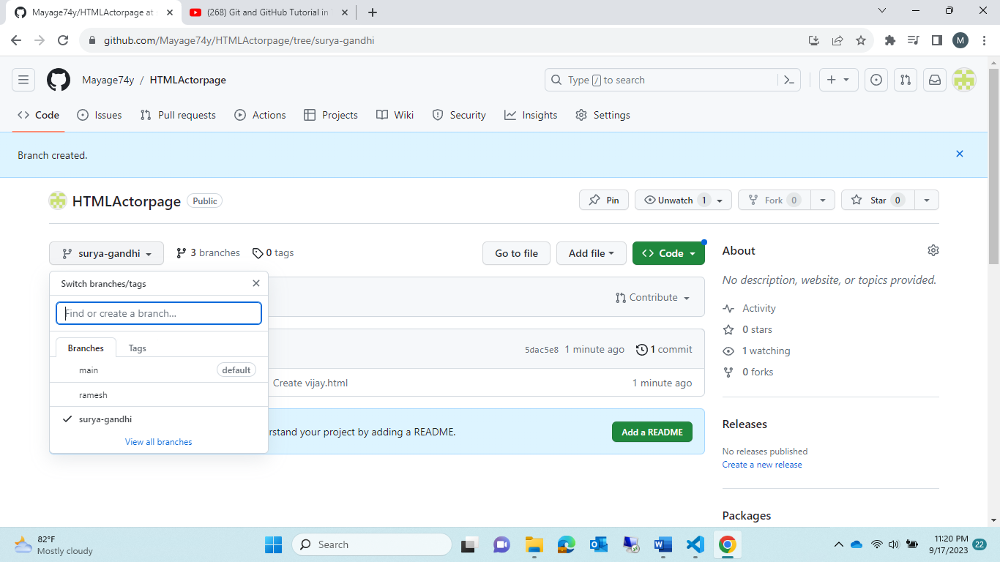 Mayage74y/HTMLActorpage at s
(268) Git and GitHub Tutorial in
github.com/Mayage74y/HTMLActorpage/tree/surya-gandhi
M
Mayage74y / HTMLActorpage
Type / to search
Code
Issues
Pull requests
Actions
Projects
Wiki
Security
Insights
Settings
Branch created.
HTMLActorpage Public
Pin
Unwatch 1
Fork 0
Star 0
surya-gandhi
3 branches
0 tags
Go to file
Add file
Code
Switch branches/tags
Find or create a branch...
Branches
Tags
main default
ramesh
surya-gandhi
View all branches
Contribute
5dac5e8 1 minute ago
1 commit
Create vijay.html
1 minute ago
rstand your project by adding a README.
Add a README
About
No description, website, or topics provided.
Activity
0 stars
1 watching
0 forks
Releases
No releases published
Create a new release
Packages
82°F
Mostly cloudy
Search
11:20 PM
9/17/2023
22